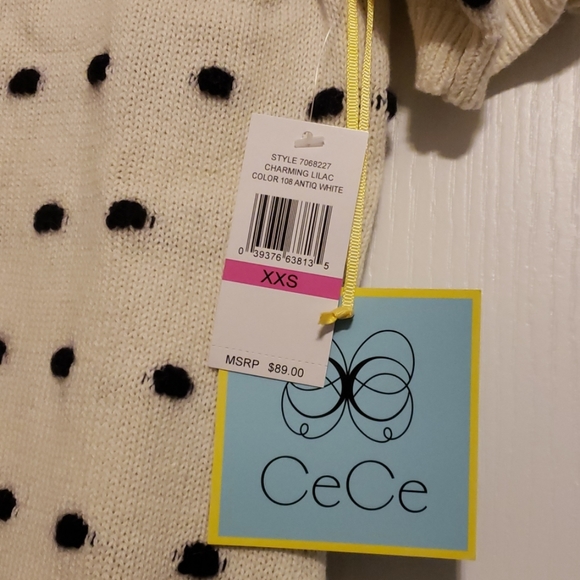 STYLE 7068227
CHARMING LILAC
COLOR 108 ANTIQ WHITE
0 39376 63813 5
XXS
MSRP $89.00
CeCe